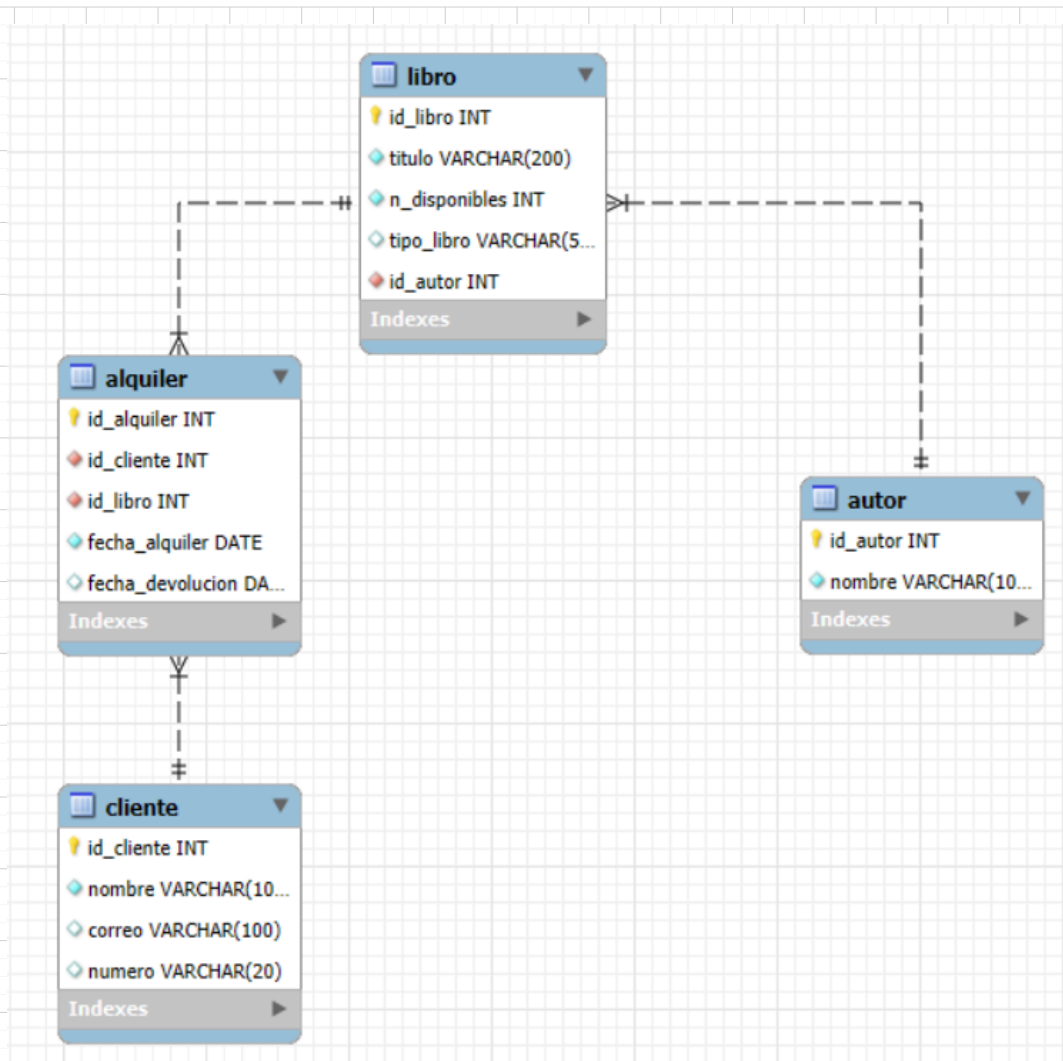 libro
id_libro INT
titulo VARCHAR(200)
n_disponibles INT
tipo_libro VARCHAR(5...
id_autor INT
Indexes
alquiler
id_alquiler INT
id_cliente INT
id_libro INT
fecha_alquiler DATE
fecha_devolucion DA...
Indexes
autor
id_autor INT
nombre VARCHAR(10...
Indexes
cliente
id_cliente INT
nombre VARCHAR(10...
correo VARCHAR(100)
numero VARCHAR(20)
Indexes